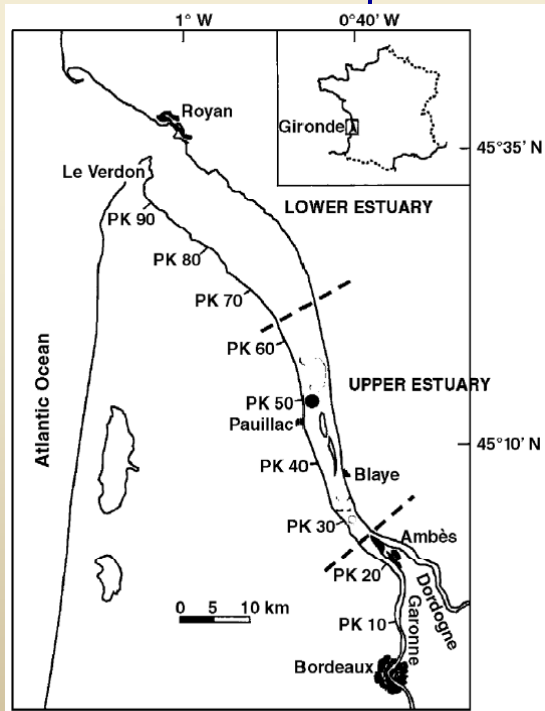 1° W
0°40' W
Royan
Gironde
45°35' N
Le Verdon
LOWER ESTUARY
PK 90
PK 80
PK 70
PK 60
Atlantic Ocean
UPPER ESTUARY
PK 50
Pauillac
45°10' N
PK 40
Blaye
PK 30
Ambès
PK 20
Dordogne
0 5 10 km
PK 10
Garonne
Bordeaux